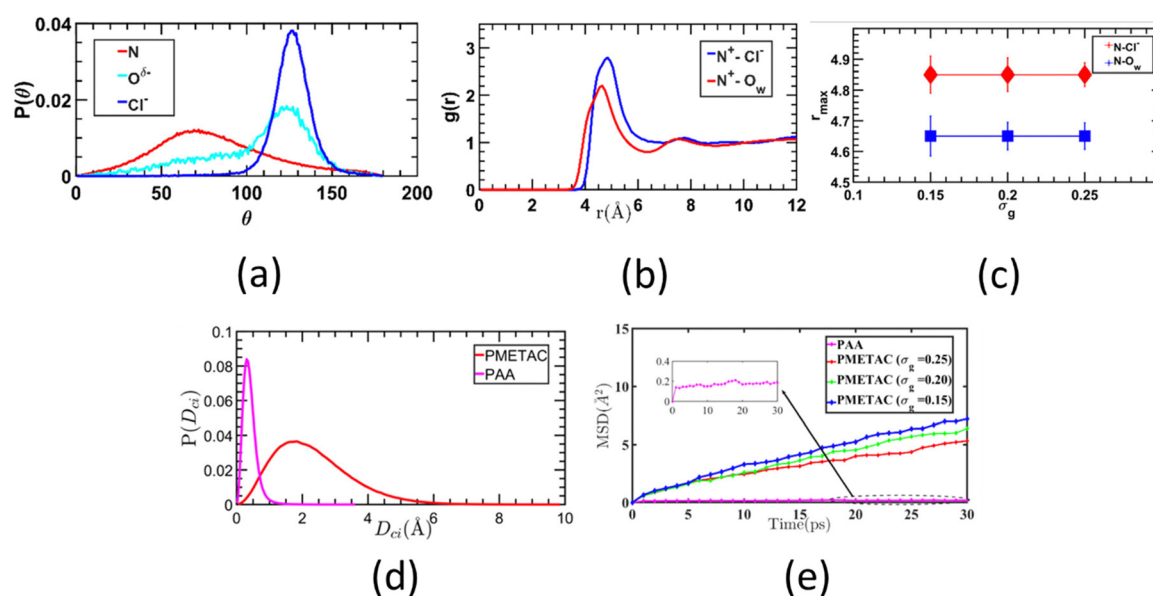 0.04
0.02
0
P(θ)
N
O^δ-
Cl^-
0 50 100 150 200
θ
(a)
3
2
1
0
g(r)
N^+- Cl^-
N^+- O_w
0 2 4 6 8 10 12
r(Å)
(b)
4.9
4.8
4.7
4.6
4.5
r_max
N-Cl^-
N-O_w
0.1 0.15 0.2 0.25
σ_g
(c)
0.1
0.08
0.06
0.04
0.02
0
P(D_ci)
PMETAC
PAA
0 2 4 6 8 10
D_ci(Å)
(d)
15
10
5
0
MSD(Å^2)
0.4
0.2
0
0 10 20 30
PAA
PMETAC (σ_g=0.25)
PMETAC (σ_g=0.20)
PMETAC (σ_g=0.15)
0 5 10 15 20 25 30
Time(ps)
(e)